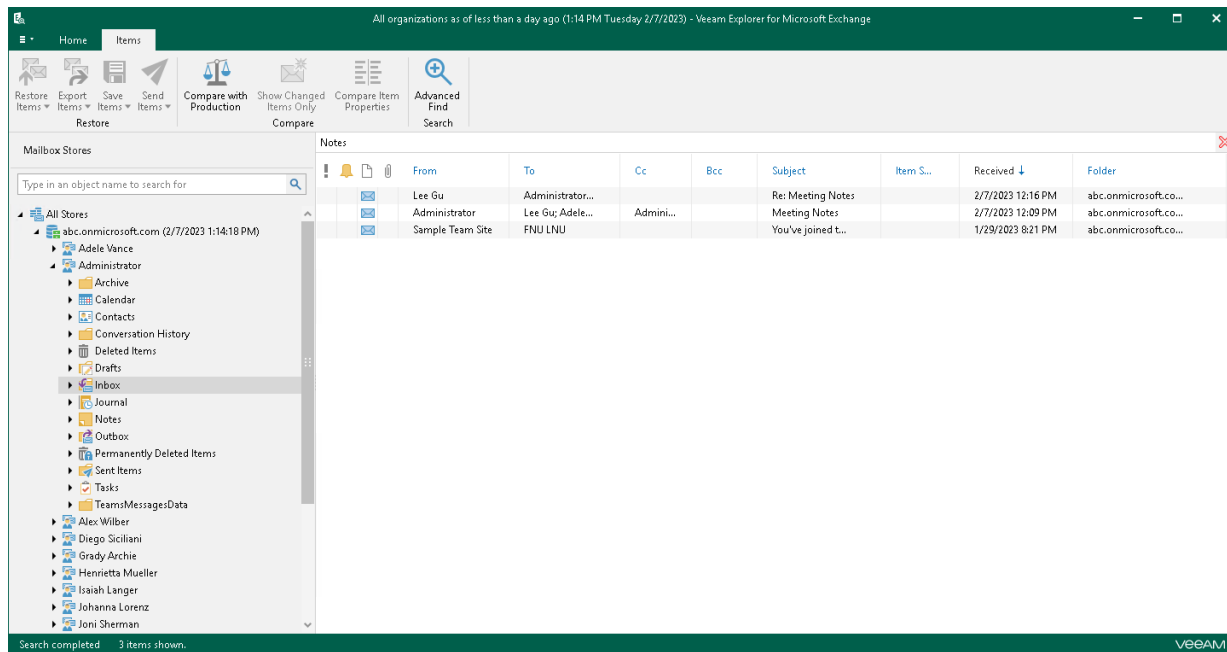 All organizations as of less than a day ago (1:14 PM Tuesday 2/7/2023) - Veeam Explorer for Microsoft Exchange
Home Items
Restore Items
Export Items
Save Items
Send Items
Compare with Production
Show Changed Items Only
Compare Item Properties
Advanced Find
Restore Compare Search
Mailbox Stores
Type in an object name to search for
All Stores
abc.onmicrosoft.com (2/7/2023 1:14:18 PM)
Adele Vance
Administrator
Archive
Calendar
Contacts
Conversation History
Deleted Items
Drafts
Inbox
Journal
Notes
Outbox
Permanently Deleted Items
Sent Items
Tasks
TeamsMessagesData
Alex Wilber
Diego Siciliani
Grady Archie
Henrietta Mueller
Isaiah Langer
Johanna Lorenz
Joni Sherman
Notes
From To Cc Bcc Subject Item S... Received ↓ Folder
Lee Gu Administrator... Re: Meeting Notes 2/7/2023 12:16 PM abc.onmicrosoft.co...
Administrator Lee Gu; Adele... Admini... Meeting Notes 2/7/2023 12:09 PM abc.onmicrosoft.co...
Sample Team Site FNU LNU You've joined t... 1/29/2023 8:21 PM abc.onmicrosoft.co...
Search completed 3 items shown.
VEEAM